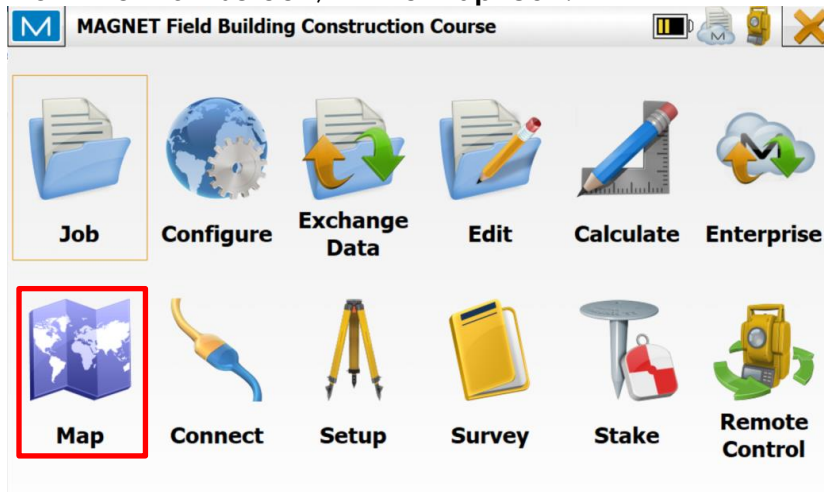 M MAGNET Field Building Construction Course
M
Job Configure Exchange Data Edit Calculate Enterprise
M
Map Connect Setup Survey Stake Remote Control